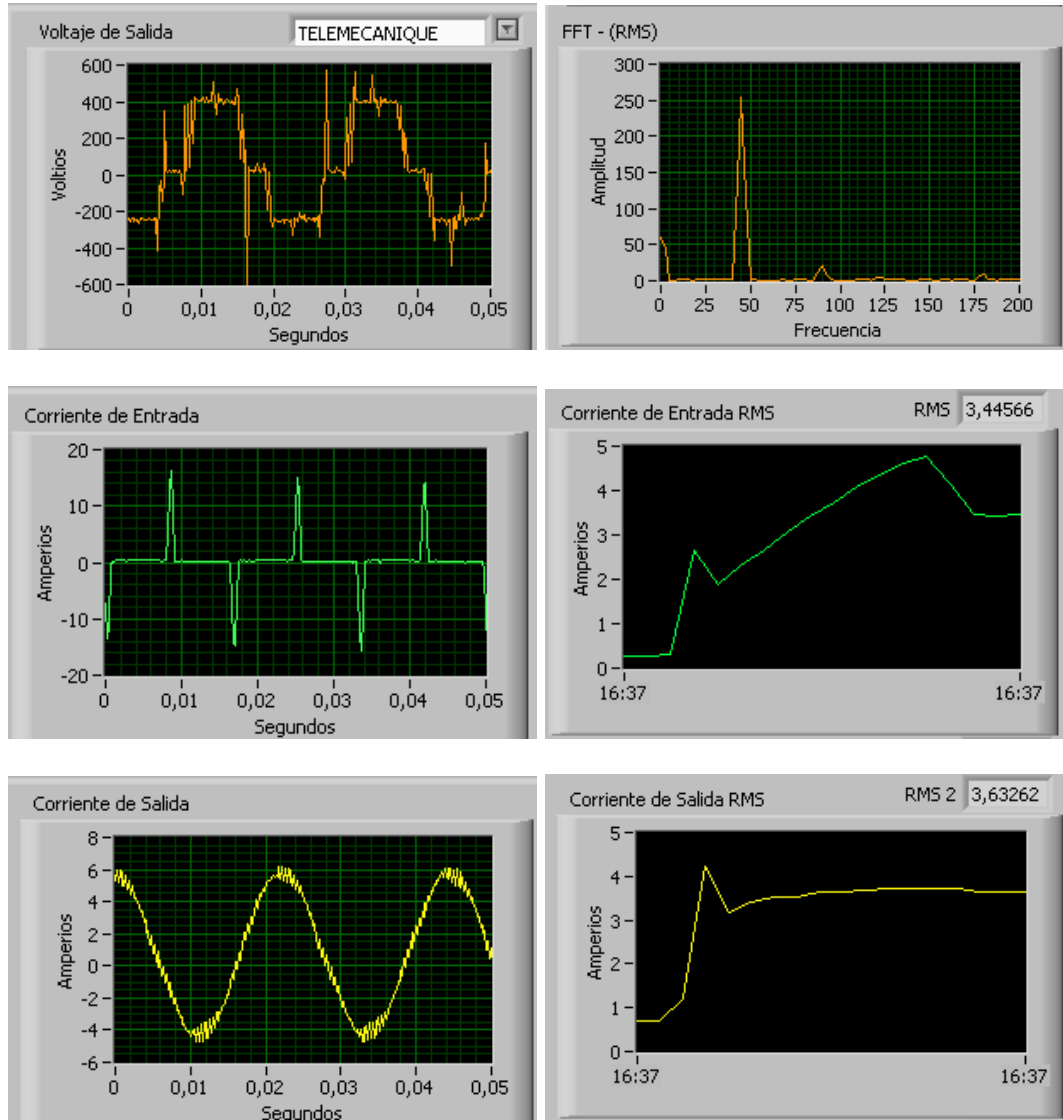 Voltaje de Salida
TELEMECANIQUE
600
400
200
0
-200
-400
-600
Voltios
0 0,01 0,02 0,03 0,04 0,05
Segundos
FFT - (RMS)
300
250
200
150
100
50
0
Amplitud
0 25 50 75 100 125 150 175 200
Frecuencia
Corriente de Entrada
20
10
0
-10
-20
Amperios
0 0,01 0,02 0,03 0,04 0,05
Segundos
Corriente de Entrada RMS
RMS 3,44566
5
4
3
2
1
0
Amperios
16:37 16:37
Corriente de Salida
8
6
4
2
0
-2
-4
-6
Amperios
0 0,01 0,02 0,03 0,04 0,05
Segundos
Corriente de Salida RMS
RMS 2 3,63262
5
4
3
2
1
0
Amperios
16:37 16:37